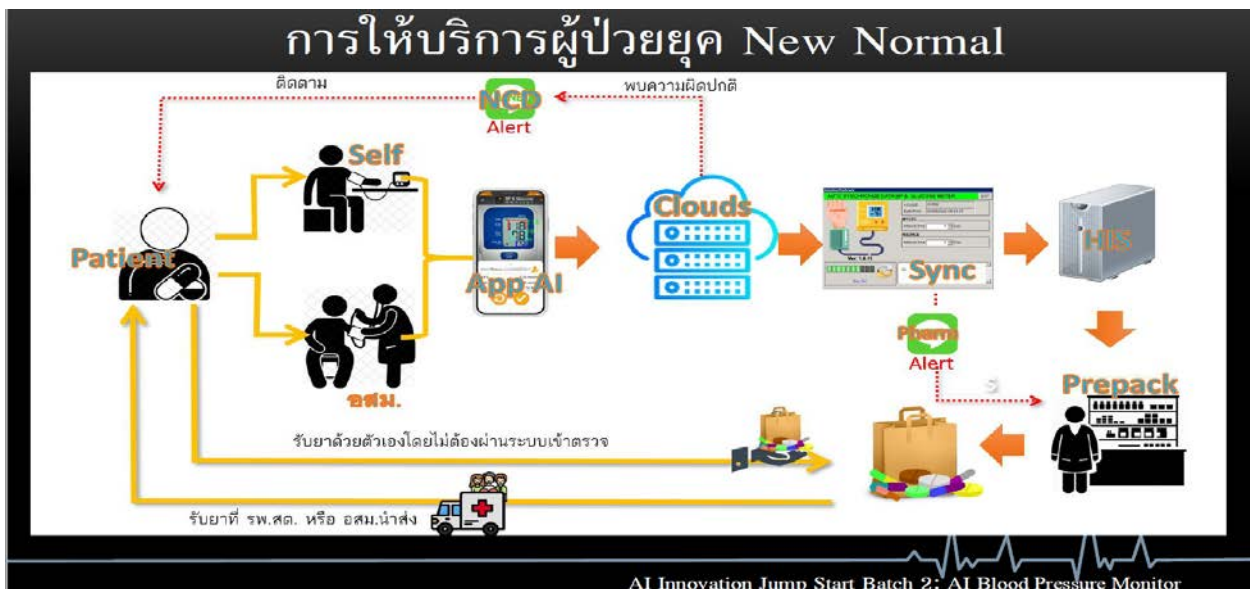 การให้บริการผู้ป่วยยุค New Normal
ติดตาม
NCD
Alert
พบความผิดปกติ
Self
Patient
App AI
Clouds
Sync
HIS
อสม.
Pharm
Alert
S
Prepack
รับยาด้วยตัวเองโดยไม่ต้องผ่านระบบเข้าตรวจ
รับยาที่ รพ.สต. หรือ อสม.นำส่ง
AI Innovation Jump Start Batch 2: AI Blood Pressure Monitor